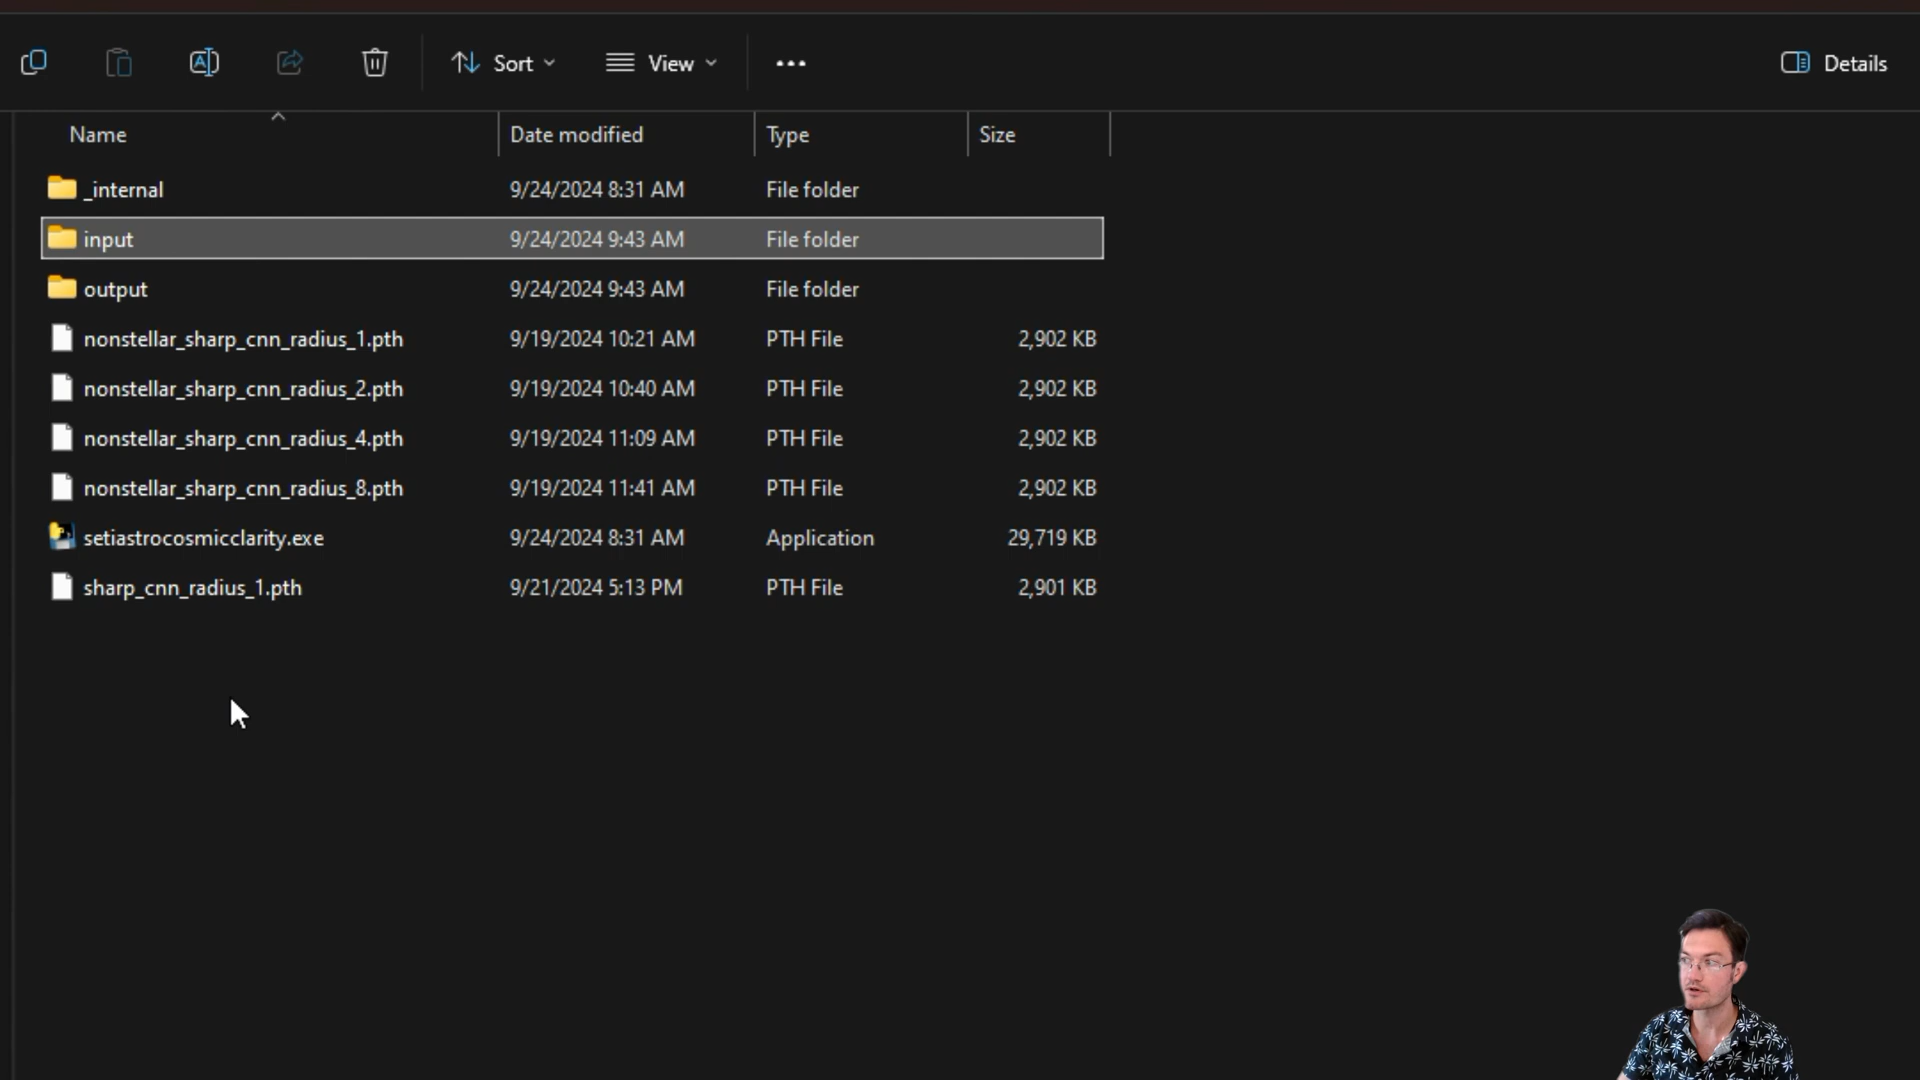 Sort View ... Details
Name Date modified Type Size
_internal 9/24/2024 8:31 AM File folder
input 9/24/2024 9:43 AM File folder
output 9/24/2024 9:43 AM File folder
nonstellar_sharp_cnn_radius_1.pth 9/19/2024 10:21 AM PTH File 2,902 KB
nonstellar_sharp_cnn_radius_2.pth 9/19/2024 10:40 AM PTH File 2,902 KB
nonstellar_sharp_cnn_radius_4.pth 9/19/2024 11:09 AM PTH File 2,902 KB
nonstellar_sharp_cnn_radius_8.pth 9/19/2024 11:41 AM PTH File 2,902 KB
setiastrocosmicclarity.exe 9/24/2024 8:31 AM Application 29,719 KB
sharp_cnn_radius_1.pth 9/21/2024 5:13 PM PTH File 2,901 KB